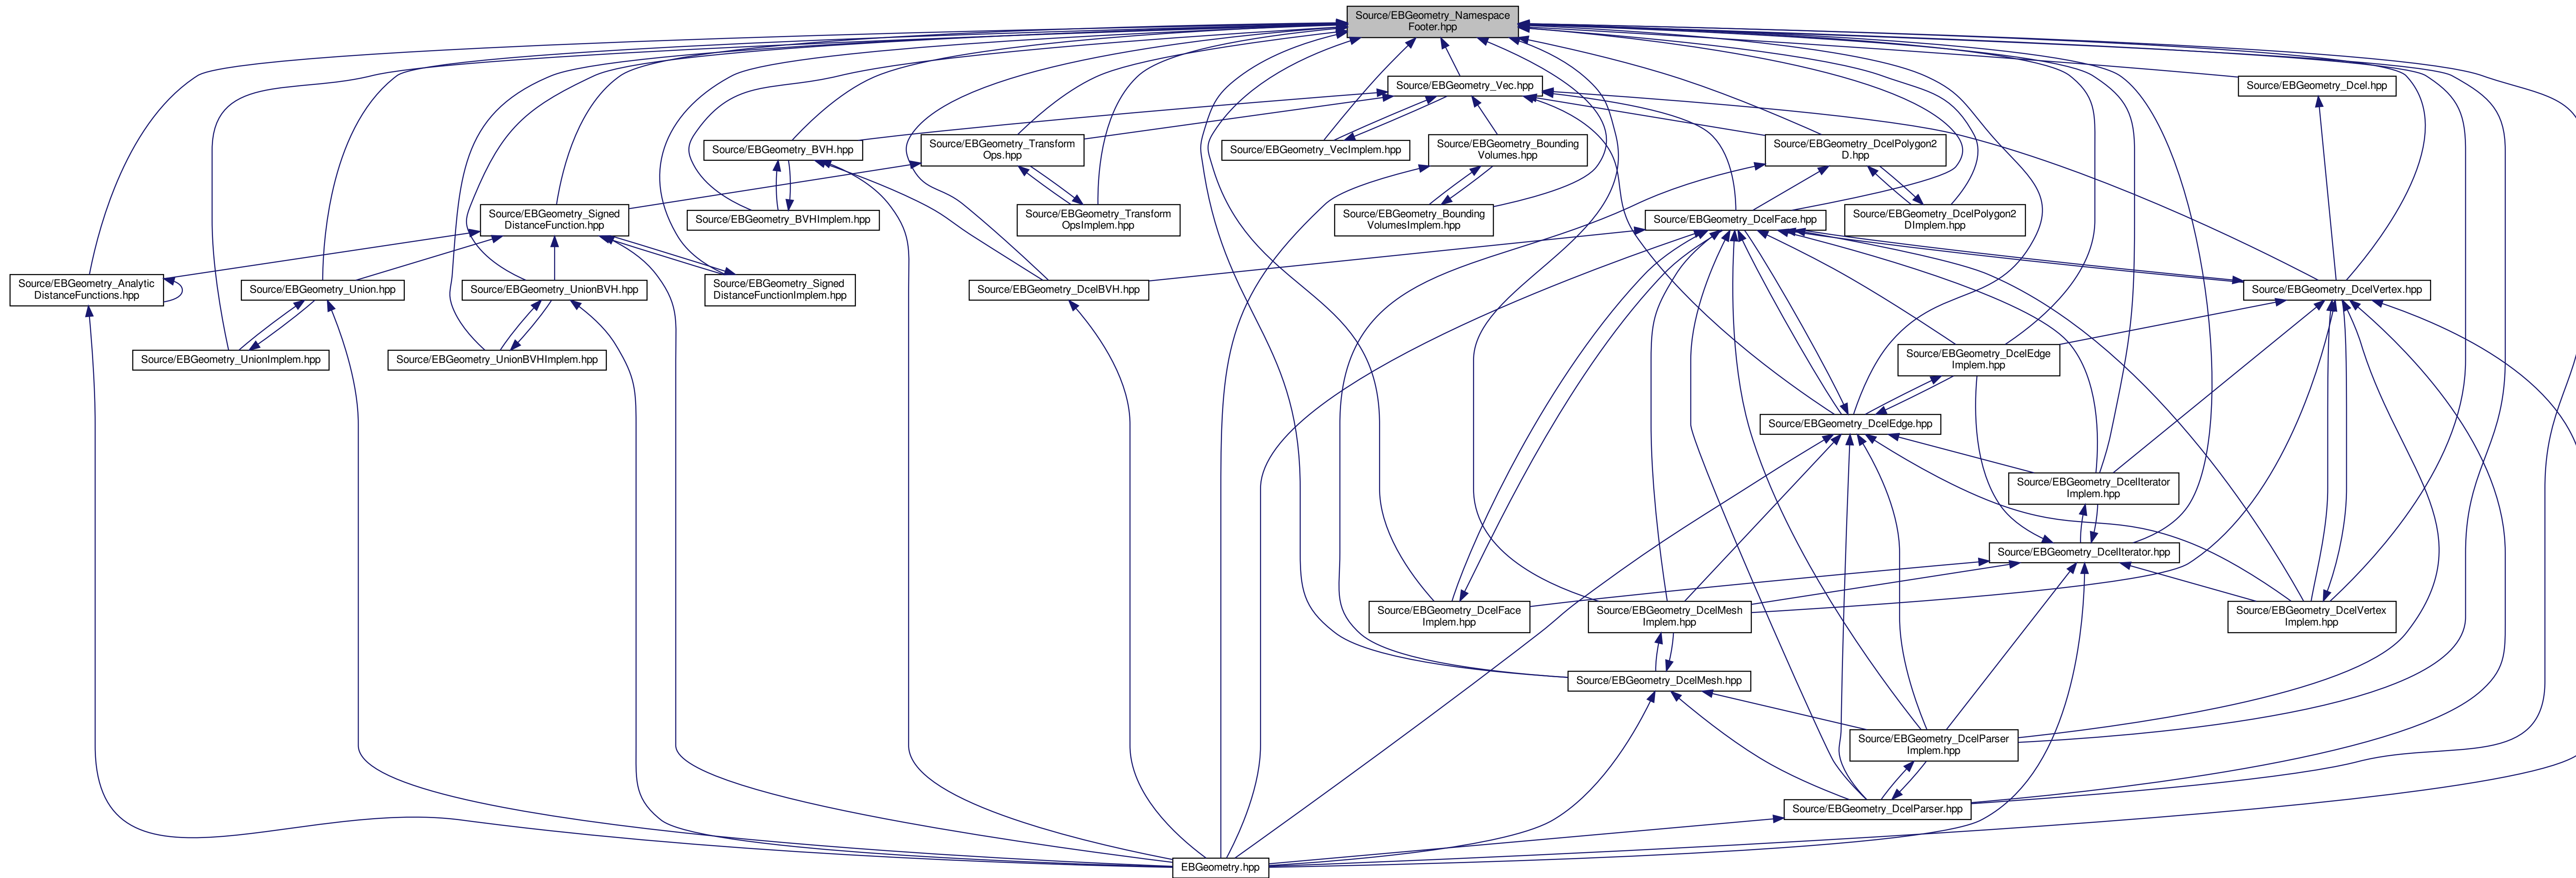 Source/EBGeometry_Namespace
Footer.hpp
Source/EBGeometry_Vec.hpp
Source/EBGeometry_Dcel.hpp
Source/EBGeometry_BVH.hpp
Source/EBGeometry_Transform
Ops.hpp
Source/EBGeometry_VecImplem.hpp
Source/EBGeometry_Bounding
Volumes.hpp
Source/EBGeometry_DcelPolygon2
D.hpp
Source/EBGeometry_Signed
DistanceFunction.hpp
Source/EBGeometry_BVHImplem.hpp
Source/EBGeometry_Transform
OpsImplem.hpp
Source/EBGeometry_Bounding
VolumesImplem.hpp
Source/EBGeometry_DcelFace.hpp
Source/EBGeometry_DcelPolygon2
DImplem.hpp
Source/EBGeometry_Analytic
DistanceFunctions.hpp
Source/EBGeometry_Union.hpp
Source/EBGeometry_UnionBVH.hpp
Source/EBGeometry_Signed
DistanceFunctionImplem.hpp
Source/EBGeometry_DcelBVH.hpp
Source/EBGeometry_DcelVertex.hpp
Source/EBGeometry_UnionImplem.hpp
Source/EBGeometry_UnionBVHImplem.hpp
Source/EBGeometry_DcelEdge
Implem.hpp
Source/EBGeometry_DcelEdge.hpp
Source/EBGeometry_DcelIterator
Implem.hpp
Source/EBGeometry_DcelIterator.hpp
Source/EBGeometry_DcelFace
Implem.hpp
Source/EBGeometry_DcelMesh
Implem.hpp
Source/EBGeometry_DcelVertex
Implem.hpp
Source/EBGeometry_DcelMesh.hpp
Source/EBGeometry_DcelParser
Implem.hpp
Source/EBGeometry_DcelParser.hpp
EBGeometry.hpp